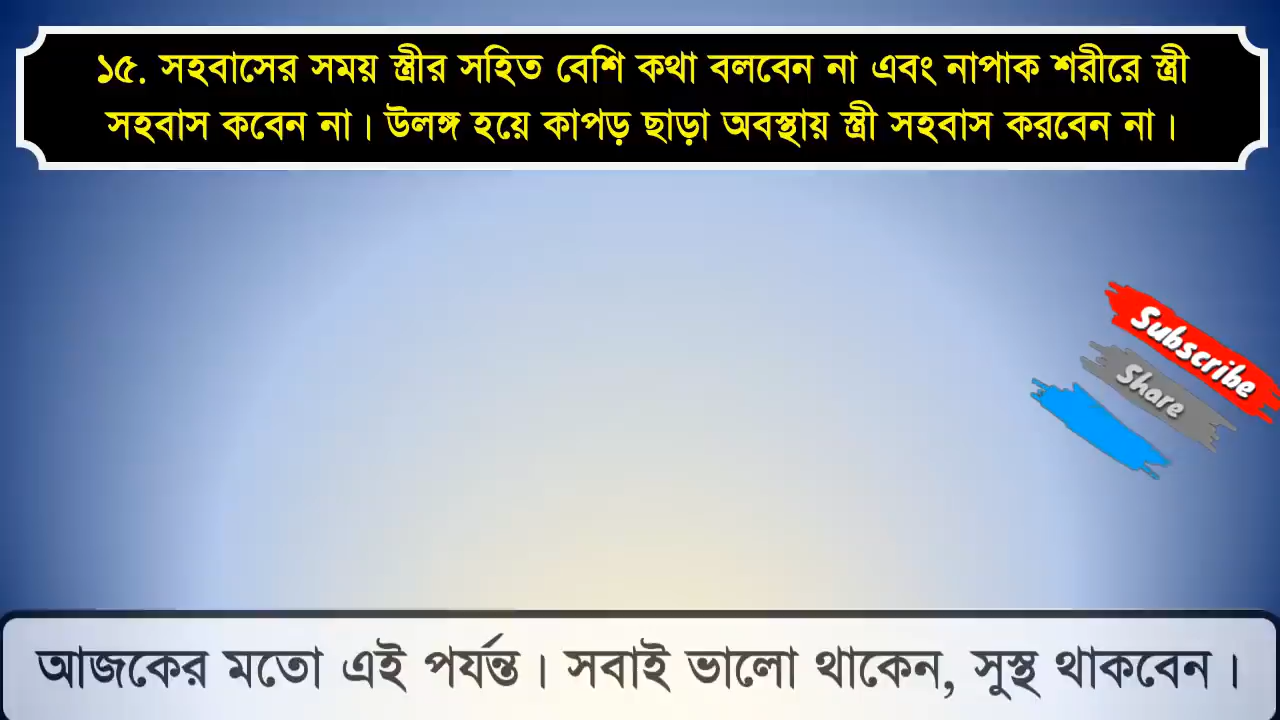 ১৫. সহবাসের সময় স্ত্রীর সহিত বেশি কথা বলবেন না এবং নাপাক শরীরে স্ত্রী
সহবাস কবেন না। উলঙ্গ হয়ে কাপড় ছাড়া অবস্থায় স্ত্রী সহবাস করবেন না।
Subscribe
Share
আজকের মতো এই পর্যন্ত। সবাই ভালো থাকেন, সুস্থ থাকবেন।